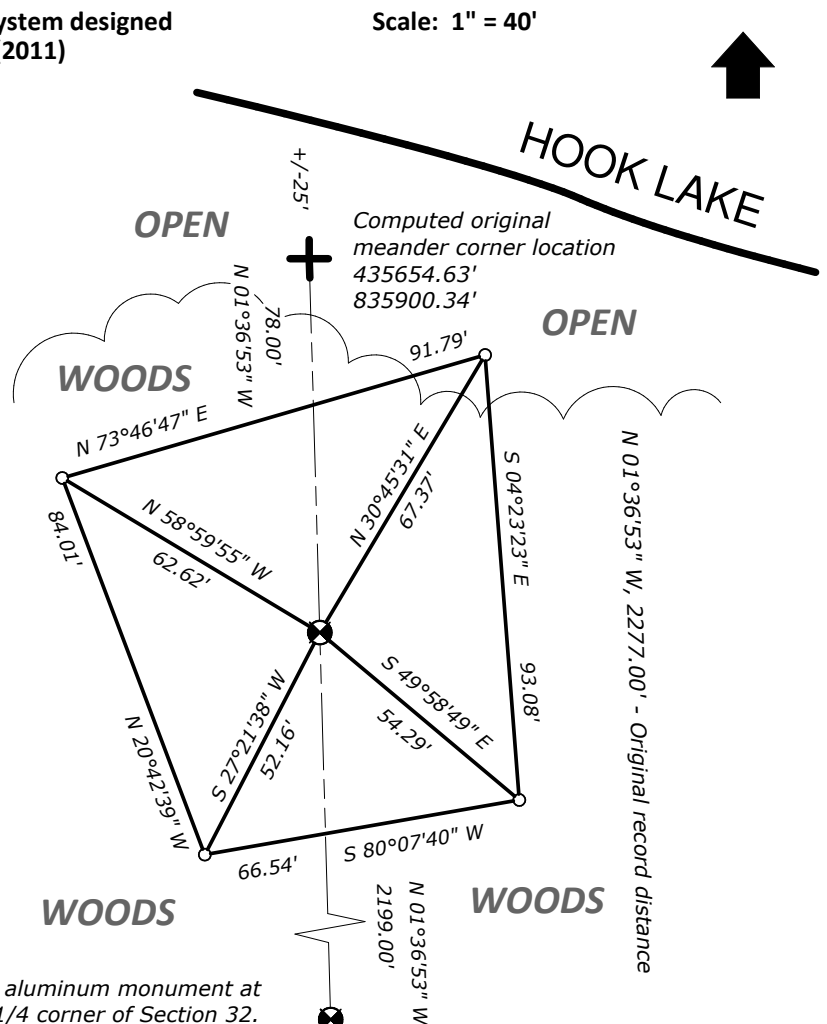 ystem designed
(2011)
Scale: 1" = 40'
HOOK LAKE
+/-25'
OPEN
Computed original
meander corner location
435654.63'
835900.34'
N 01°36'53" W
78.00'
OPEN
WOODS
91.79'
N 73°46'47" E
N 30°45'31" E
67.37'
S 04°23'23" E
93.08'
N 01°36'53" W, 2277.00' - Original record distance
84.01'
N 58°59'55" W
62.62'
S 49°58'49" E
54.29'
S 27°21'38" W
52.16'
N 20°42'39" W
S 80°07'40" W
66.54'
WOODS
WOODS
N 01°36'53" W
2199.00'
aluminum monument at
1/4 corner of Section 32.